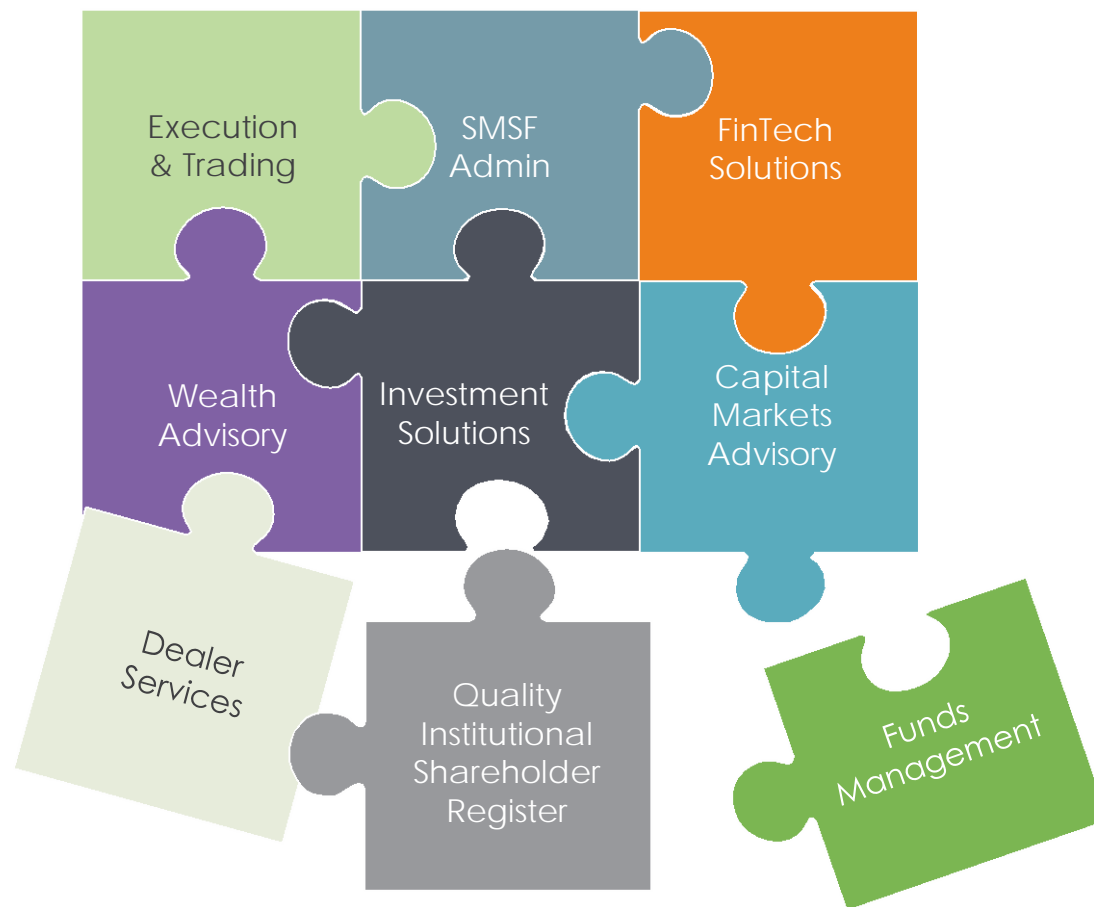 Execution
& Trading
SMSF
Admin
FinTech
Solutions
Wealth
Advisory
Investment
Solutions
Capital
Markets
Advisory
Dealer
Services
Quality
Institutional
Shareholder
Register
Funds
Management